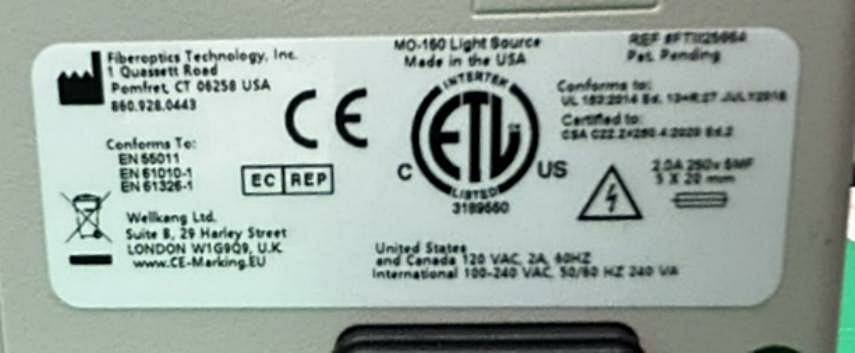 Fiberoptics Technology, Inc.
1 Quassett Road
Pomfret, CT 06258 USA
860.928.0443
MO-160 Light Source
Made in the USA
Pat. Pending
Conforms To:
EN 55011
EN 61010-1
EN 61326-1
CE
EC REP
INTERTEK
ETL
C US
LISTED
3189660
Conforms to:
Certified to:
2.0A 250v
5 X 20 mm
Wellkang Ltd.
Suite B, 29 Harley Street
LONDON W1G9Q9, U.K
www.CE-Marking.EU
United States
and Canada 120 VAC, 2A, 60HZ
International 100-240 VAC, 50/60 HZ 240 VA